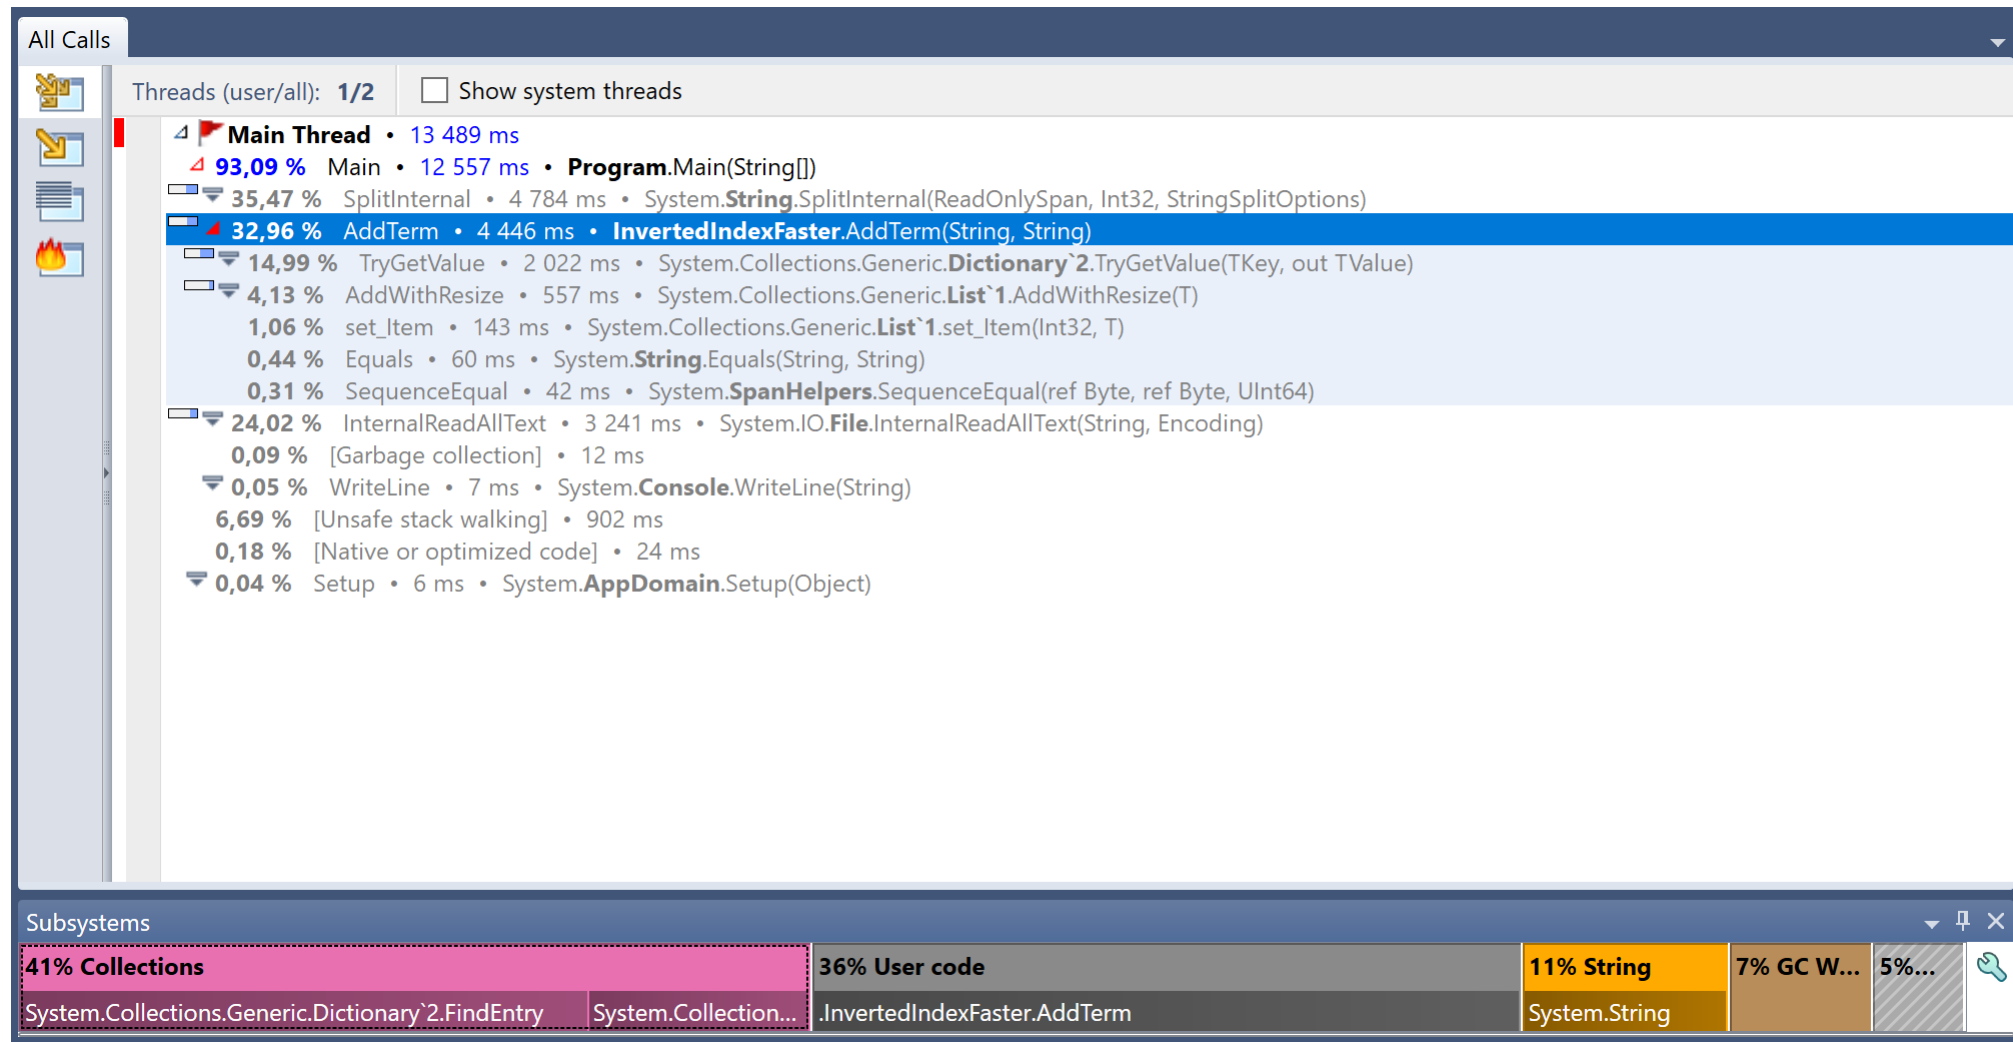 All Calls
Threads (user/all): 1/2 Show system threads
Main Thread • 13 489 ms
93,09 % Main • 12 557 ms • Program.Main(String[])
35,47 % SplitInternal • 4 784 ms • System.String.SplitInternal(ReadOnlySpan, Int32, StringSplitOptions)
32,96 % AddTerm • 4 446 ms • InvertedIndexFaster.AddTerm(String, String)
14,99 % TryGetValue • 2 022 ms • System.Collections.Generic.Dictionary`2.TryGetValue(TKey, out TValue)
4,13 % AddWithResize • 557 ms • System.Collections.Generic.List`1.AddWithResize(T)
1,06 % set_Item • 143 ms • System.Collections.Generic.List`1.set_Item(Int32, T)
0,44 % Equals • 60 ms • System.String.Equals(String, String)
0,31 % SequenceEqual • 42 ms • System.SpanHelpers.SequenceEqual(ref Byte, ref Byte, UInt64)
24,02 % InternalReadAllText • 3 241 ms • System.IO.File.InternalReadAllText(String, Encoding)
0,09 % [Garbage collection] • 12 ms
0,05 % WriteLine • 7 ms • System.Console.WriteLine(String)
6,69 % [Unsafe stack walking] • 902 ms
0,18 % [Native or optimized code] • 24 ms
0,04 % Setup • 6 ms • System.AppDomain.Setup(Object)
Subsystems
41% Collections 36% User code 11% String 7% GC W... 5%...
System.Collections.Generic.Dictionary`2.FindEntry System.Collection... .InvertedIndexFaster.AddTerm System.String